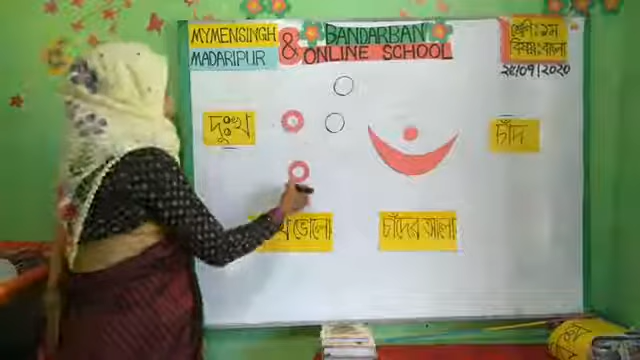 MYMENSINGH
MADARIPUR
&
BANDARBAN
ONLINE SCHOOL
শ্রেণি: ১ম
বিষয়: বাংলা
২৫/০৭/২০২০
দুঃখ
চাঁদ
ভোলো
চাঁদের আলো